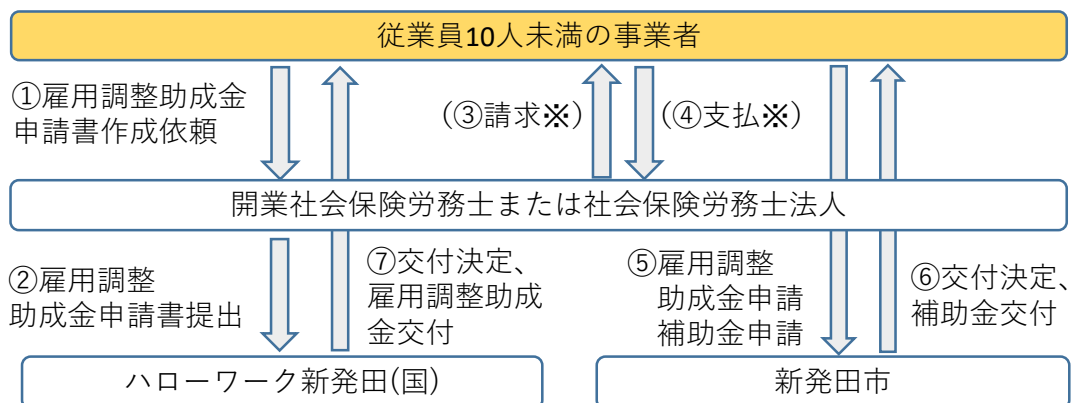 従業員10人未満の事業者
①雇用調整助成金
申請書作成依頼
(③請求※)
(④支払※)
開業社会保険労務士または社会保険労務士法人
②雇用調整
助成金申請書提出
⑦交付決定、
雇用調整助成
金交付
⑤雇用調整
助成金申請
補助金申請
⑥交付決定、
補助金交付
ハローワーク新発田(国)
新発田市